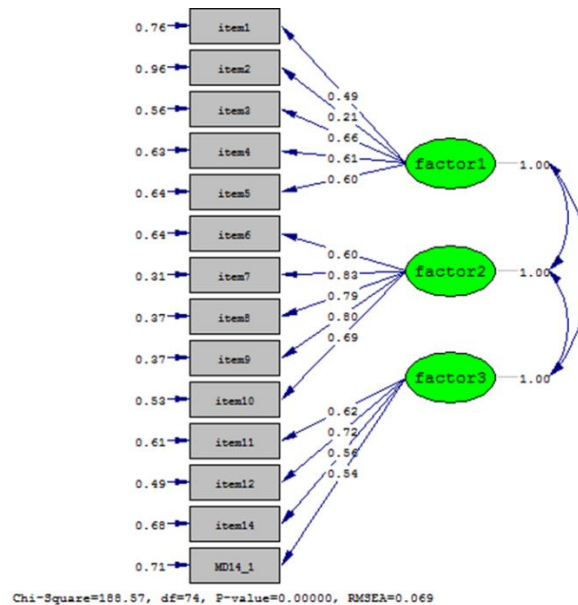 0.76 item1
0.96 item2
0.49
0.56 item3
0.21
0.66
0.63 item4
0.61
factor1 1.00
0.64 item5
0.60
0.64 item6
0.60
0.31 item7
0.83
factor2 1.00
0.79
0.37 item8
0.80
0.37 item9
0.69
factor3 1.00
0.53 item10
0.62
0.61 item11
0.72
0.56
0.49 item12
0.54
0.68 item14
0.71 MD14_1
Chi-Square=188.57, df=74, P-value=0.00000, RMSEA=0.069